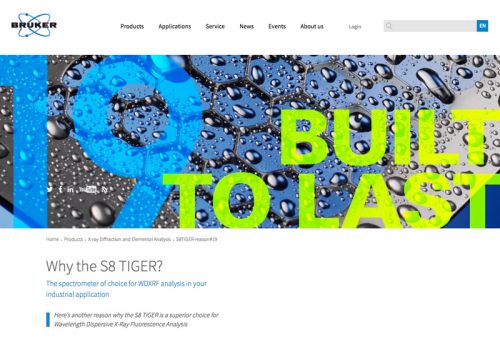 BRUKER
Products Applications Service News Events About us Login EN
19
BUILT
TO LAST
Home Products X-ray Diffraction and Elemental Analysis S8TIGER-reason#19
Why the S8 TIGER?
The spectrometer of choice for WDXRF analysis in your
industrial application
Here's another reason why the S8 TIGER is a superior choice for
Wavelength Dispersive X-Ray Fluorescence Analysis